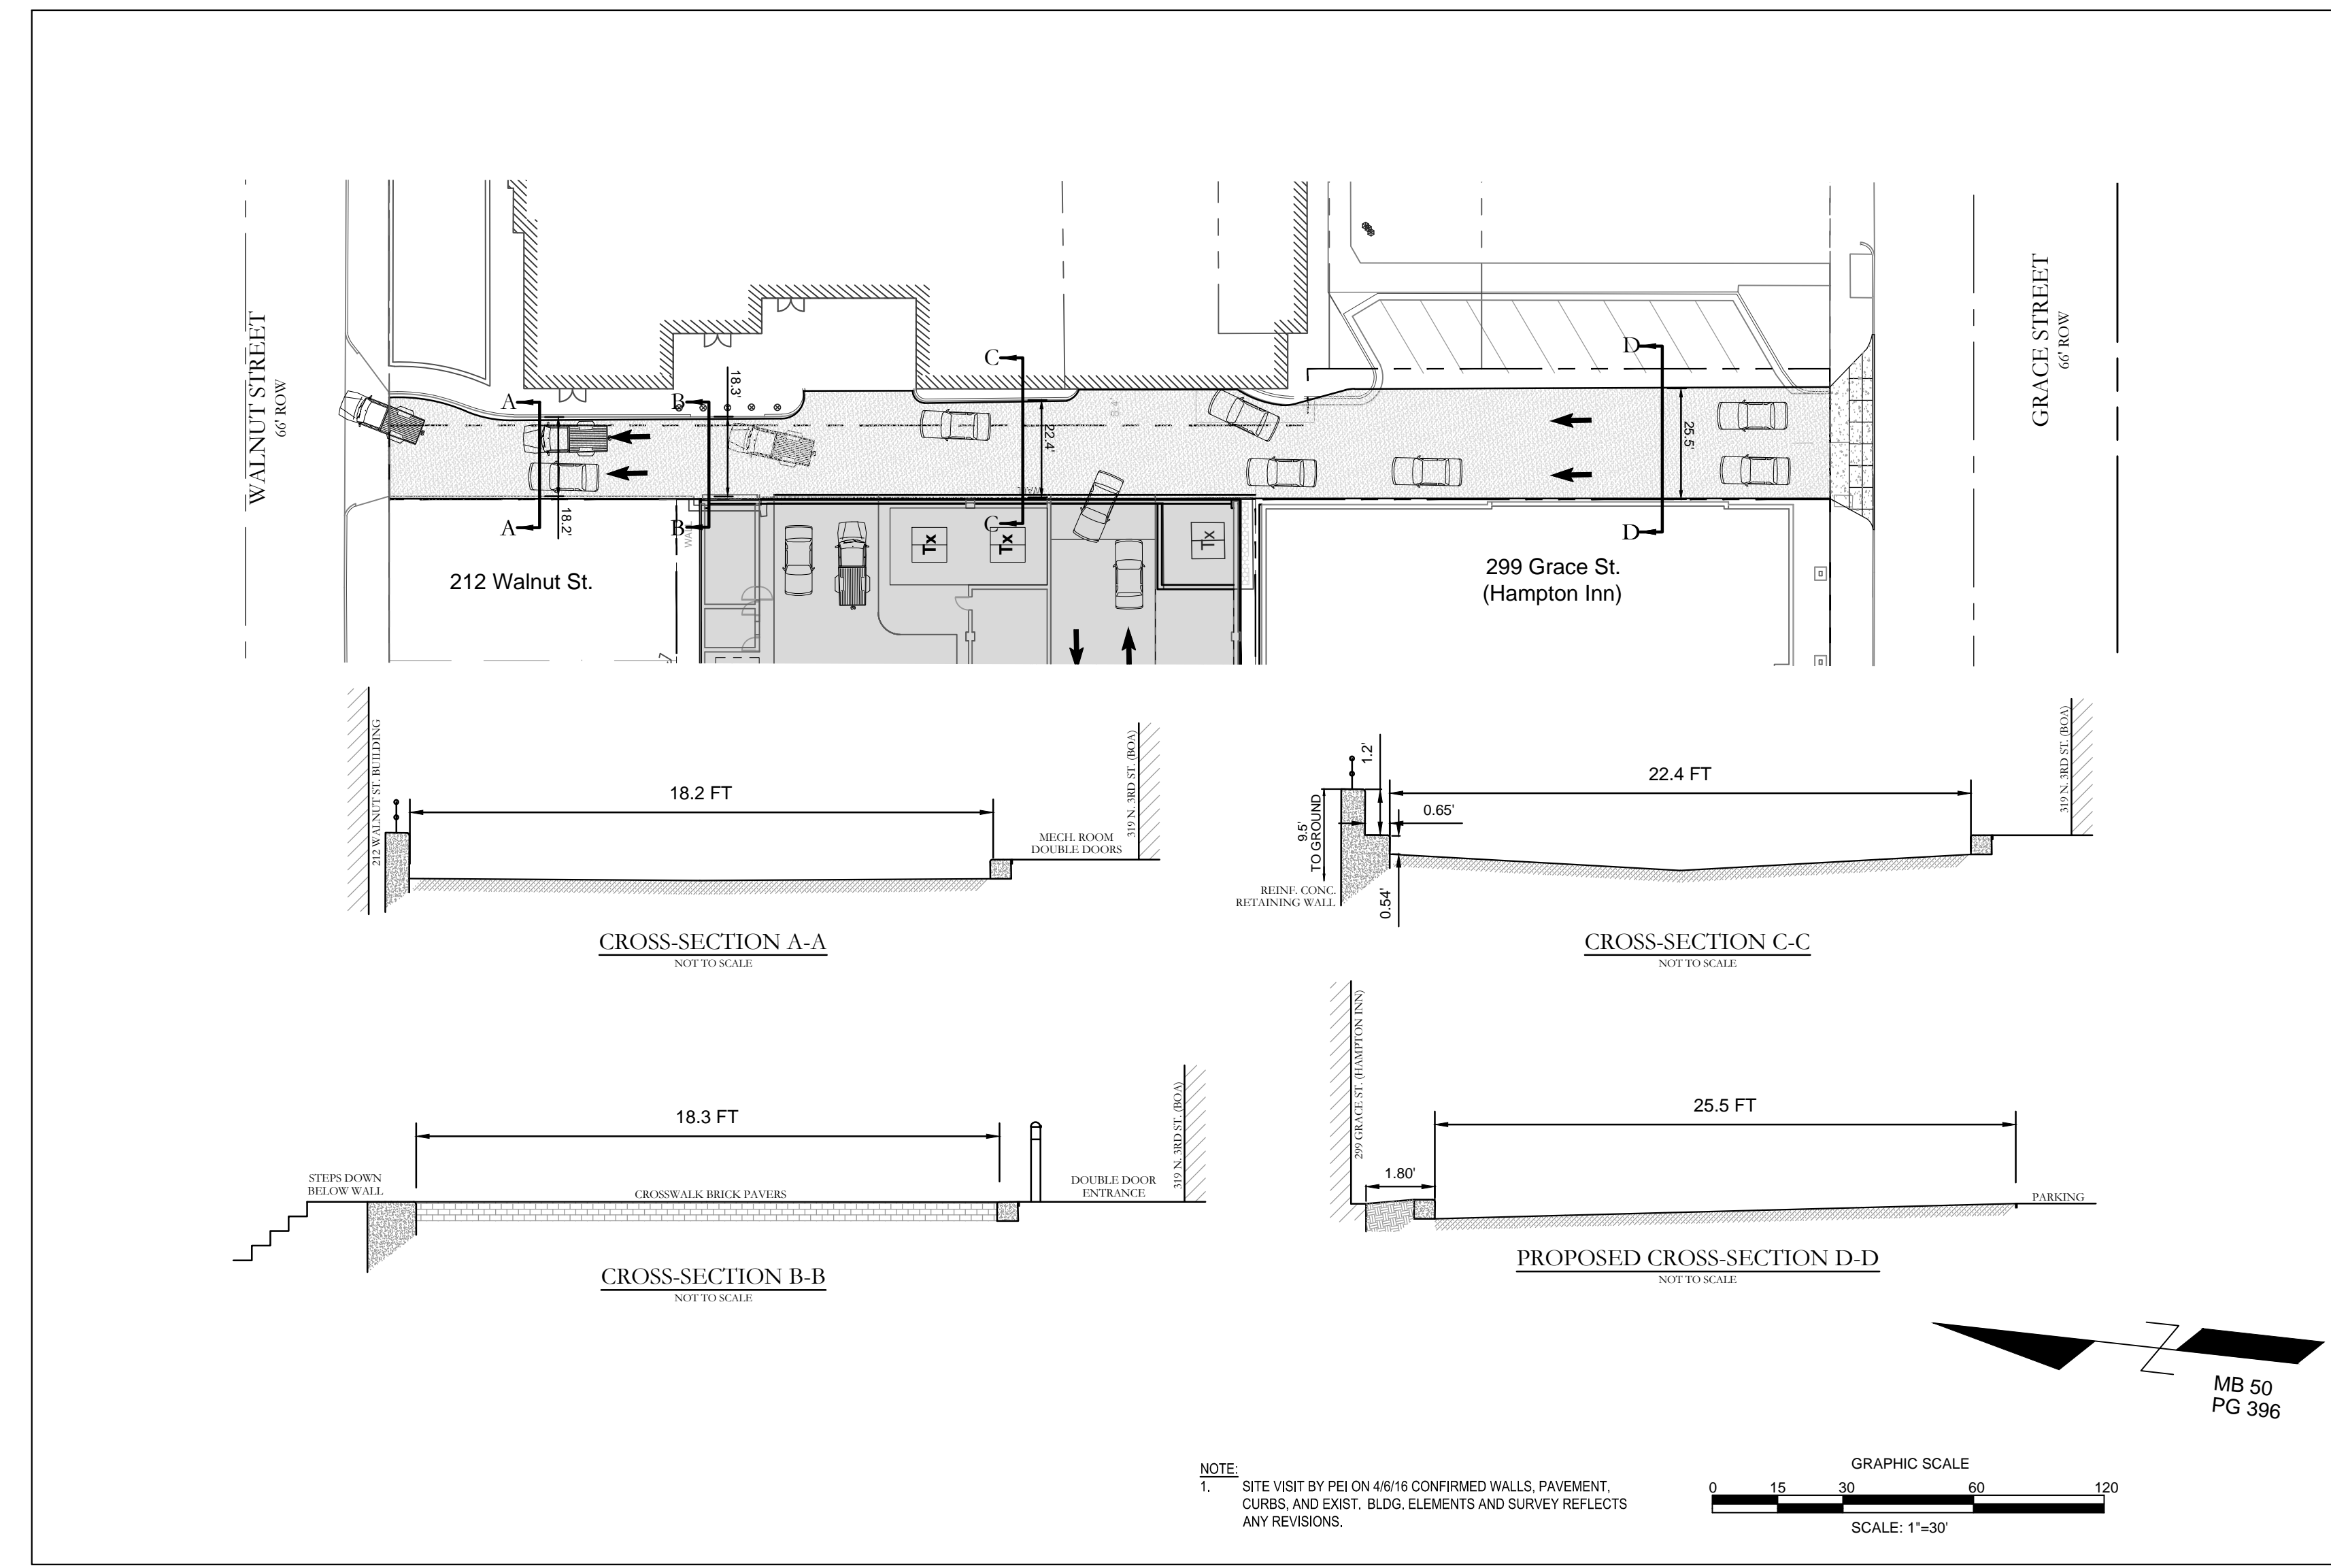 WALNUT STREET
66' ROW
GRACE STREET
66' ROW
A
A
18.2'
B
B
18.3'
C
C
22.4'
8.4'
D
D
25.5'
WALL
Tx
Tx
Tx
212 Walnut St.
299 Grace St.
(Hampton Inn)
212 WALNUT ST. BUILDING
18.2 FT
MECH. ROOM
DOUBLE DOORS
319 N. 3RD ST. (BOA)
CROSS-SECTION A-A
NOT TO SCALE
1.2'
22.4 FT
0.65'
9.5'
TO GROUND
0.54'
REINF. CONC.
RETAINING WALL
319 N. 3RD ST. (BOA)
CROSS-SECTION C-C
NOT TO SCALE
STEPS DOWN
BELOW WALL
18.3 FT
CROSSWALK BRICK PAVERS
DOUBLE DOOR
ENTRANCE
319 N. 3RD ST. (BOA)
CROSS-SECTION B-B
NOT TO SCALE
299 GRACE ST. (HAMPTON INN)
25.5 FT
1.80'
PARKING
PROPOSED CROSS-SECTION D-D
NOT TO SCALE
MB 50
PG 396
NOTE:
1. SITE VISIT BY PEI ON 4/6/16 CONFIRMED WALLS, PAVEMENT,
CURBS, AND EXIST. BLDG. ELEMENTS AND SURVEY REFLECTS
ANY REVISIONS.
GRAPHIC SCALE
0 15 30 60 120
SCALE: 1"=30'